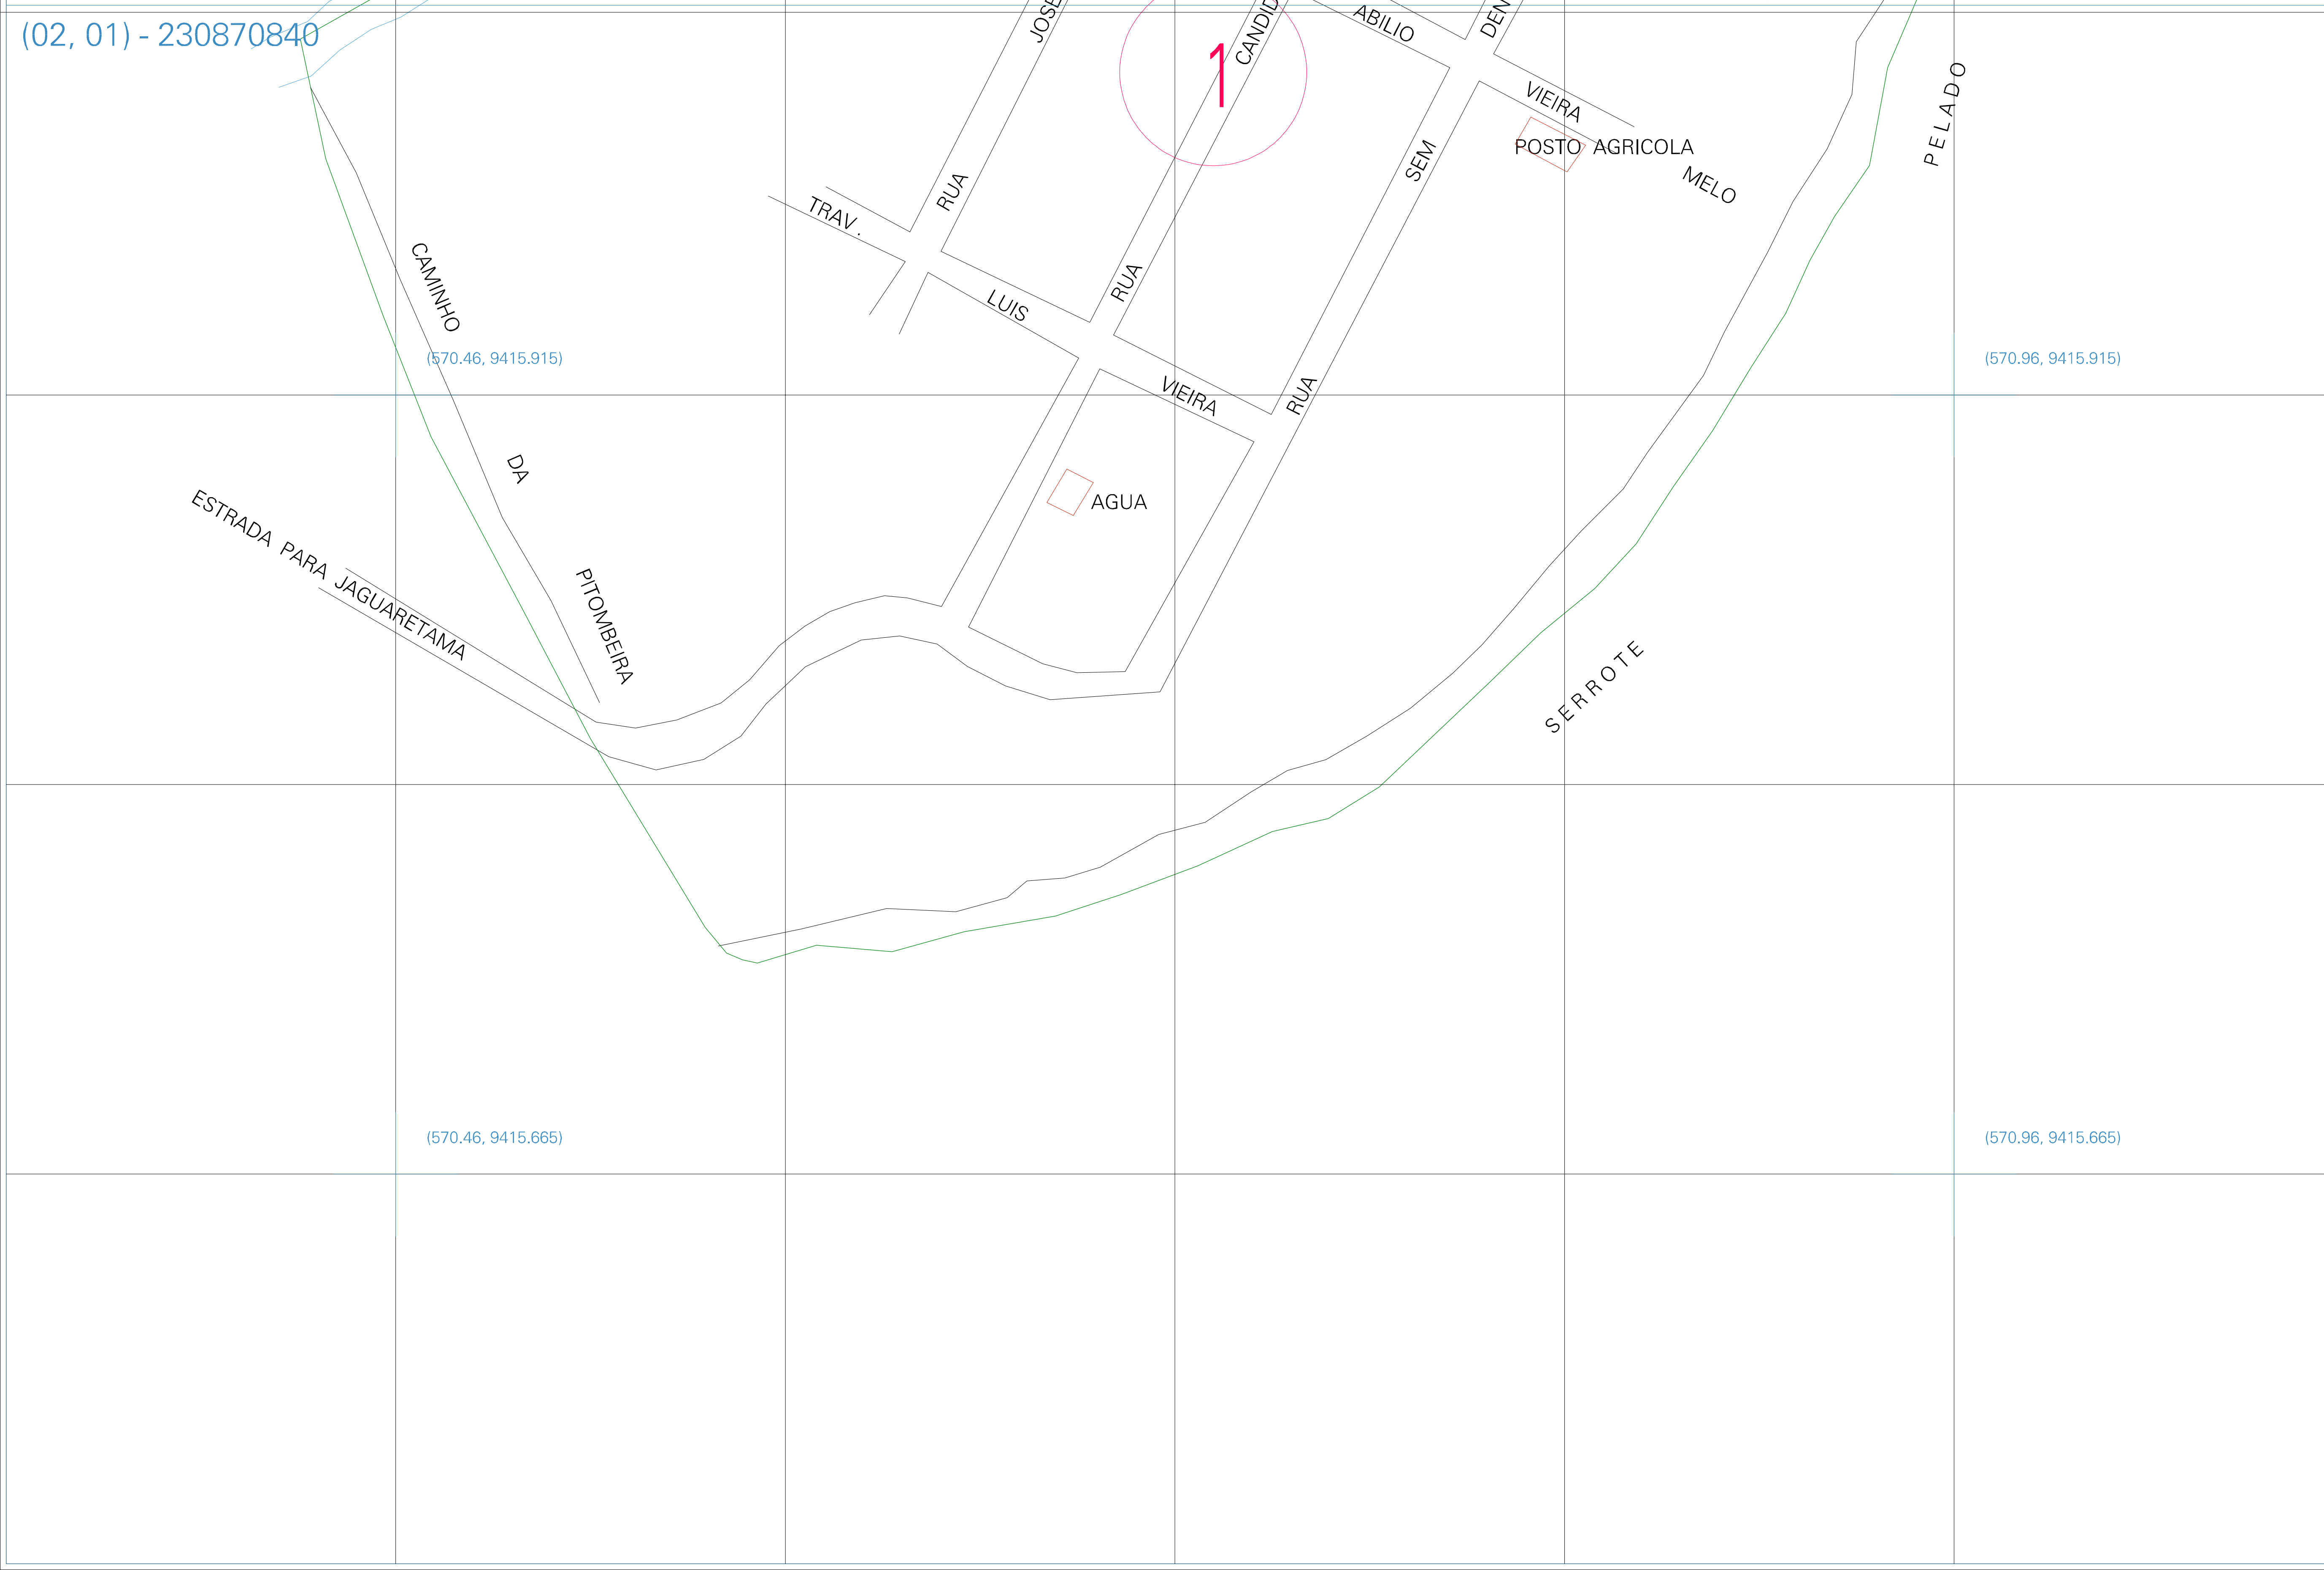 (02, 01) - 230870840
JOSE
CANDID
ABILIO
DEN
1
VIEIRA
PELADO
POSTO AGRICOLA
MELO
SEM
RUA
TRAV.
CAMINHO
RUA
LUIS
(570.46, 9415.915)
(570.96, 9415.915)
VIEIRA
RUA
DA
AGUA
ESTRADA PARA JAGUARETAMA
PITOMBEIRA
SERROTE
(570.46, 9415.665)
(570.96, 9415.665)